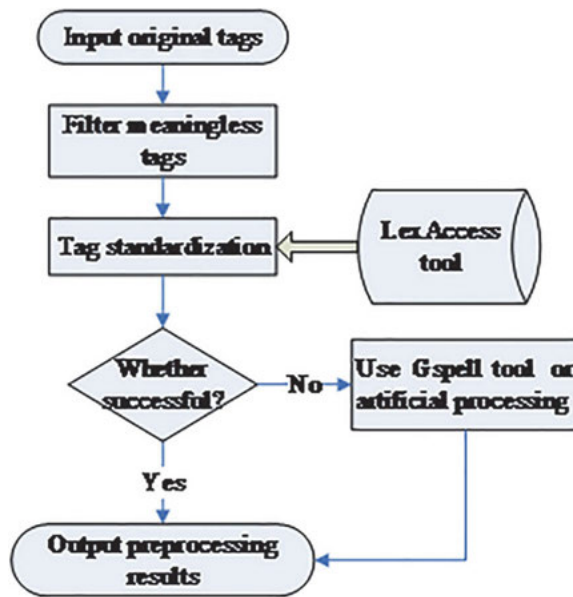 Input original tags
Filter meaningless
tags
Tag standardization
LexAccess
tool
Whether
successful?
No
Use Gspell tool or
artificial processing
Yes
Output preprocessing
results